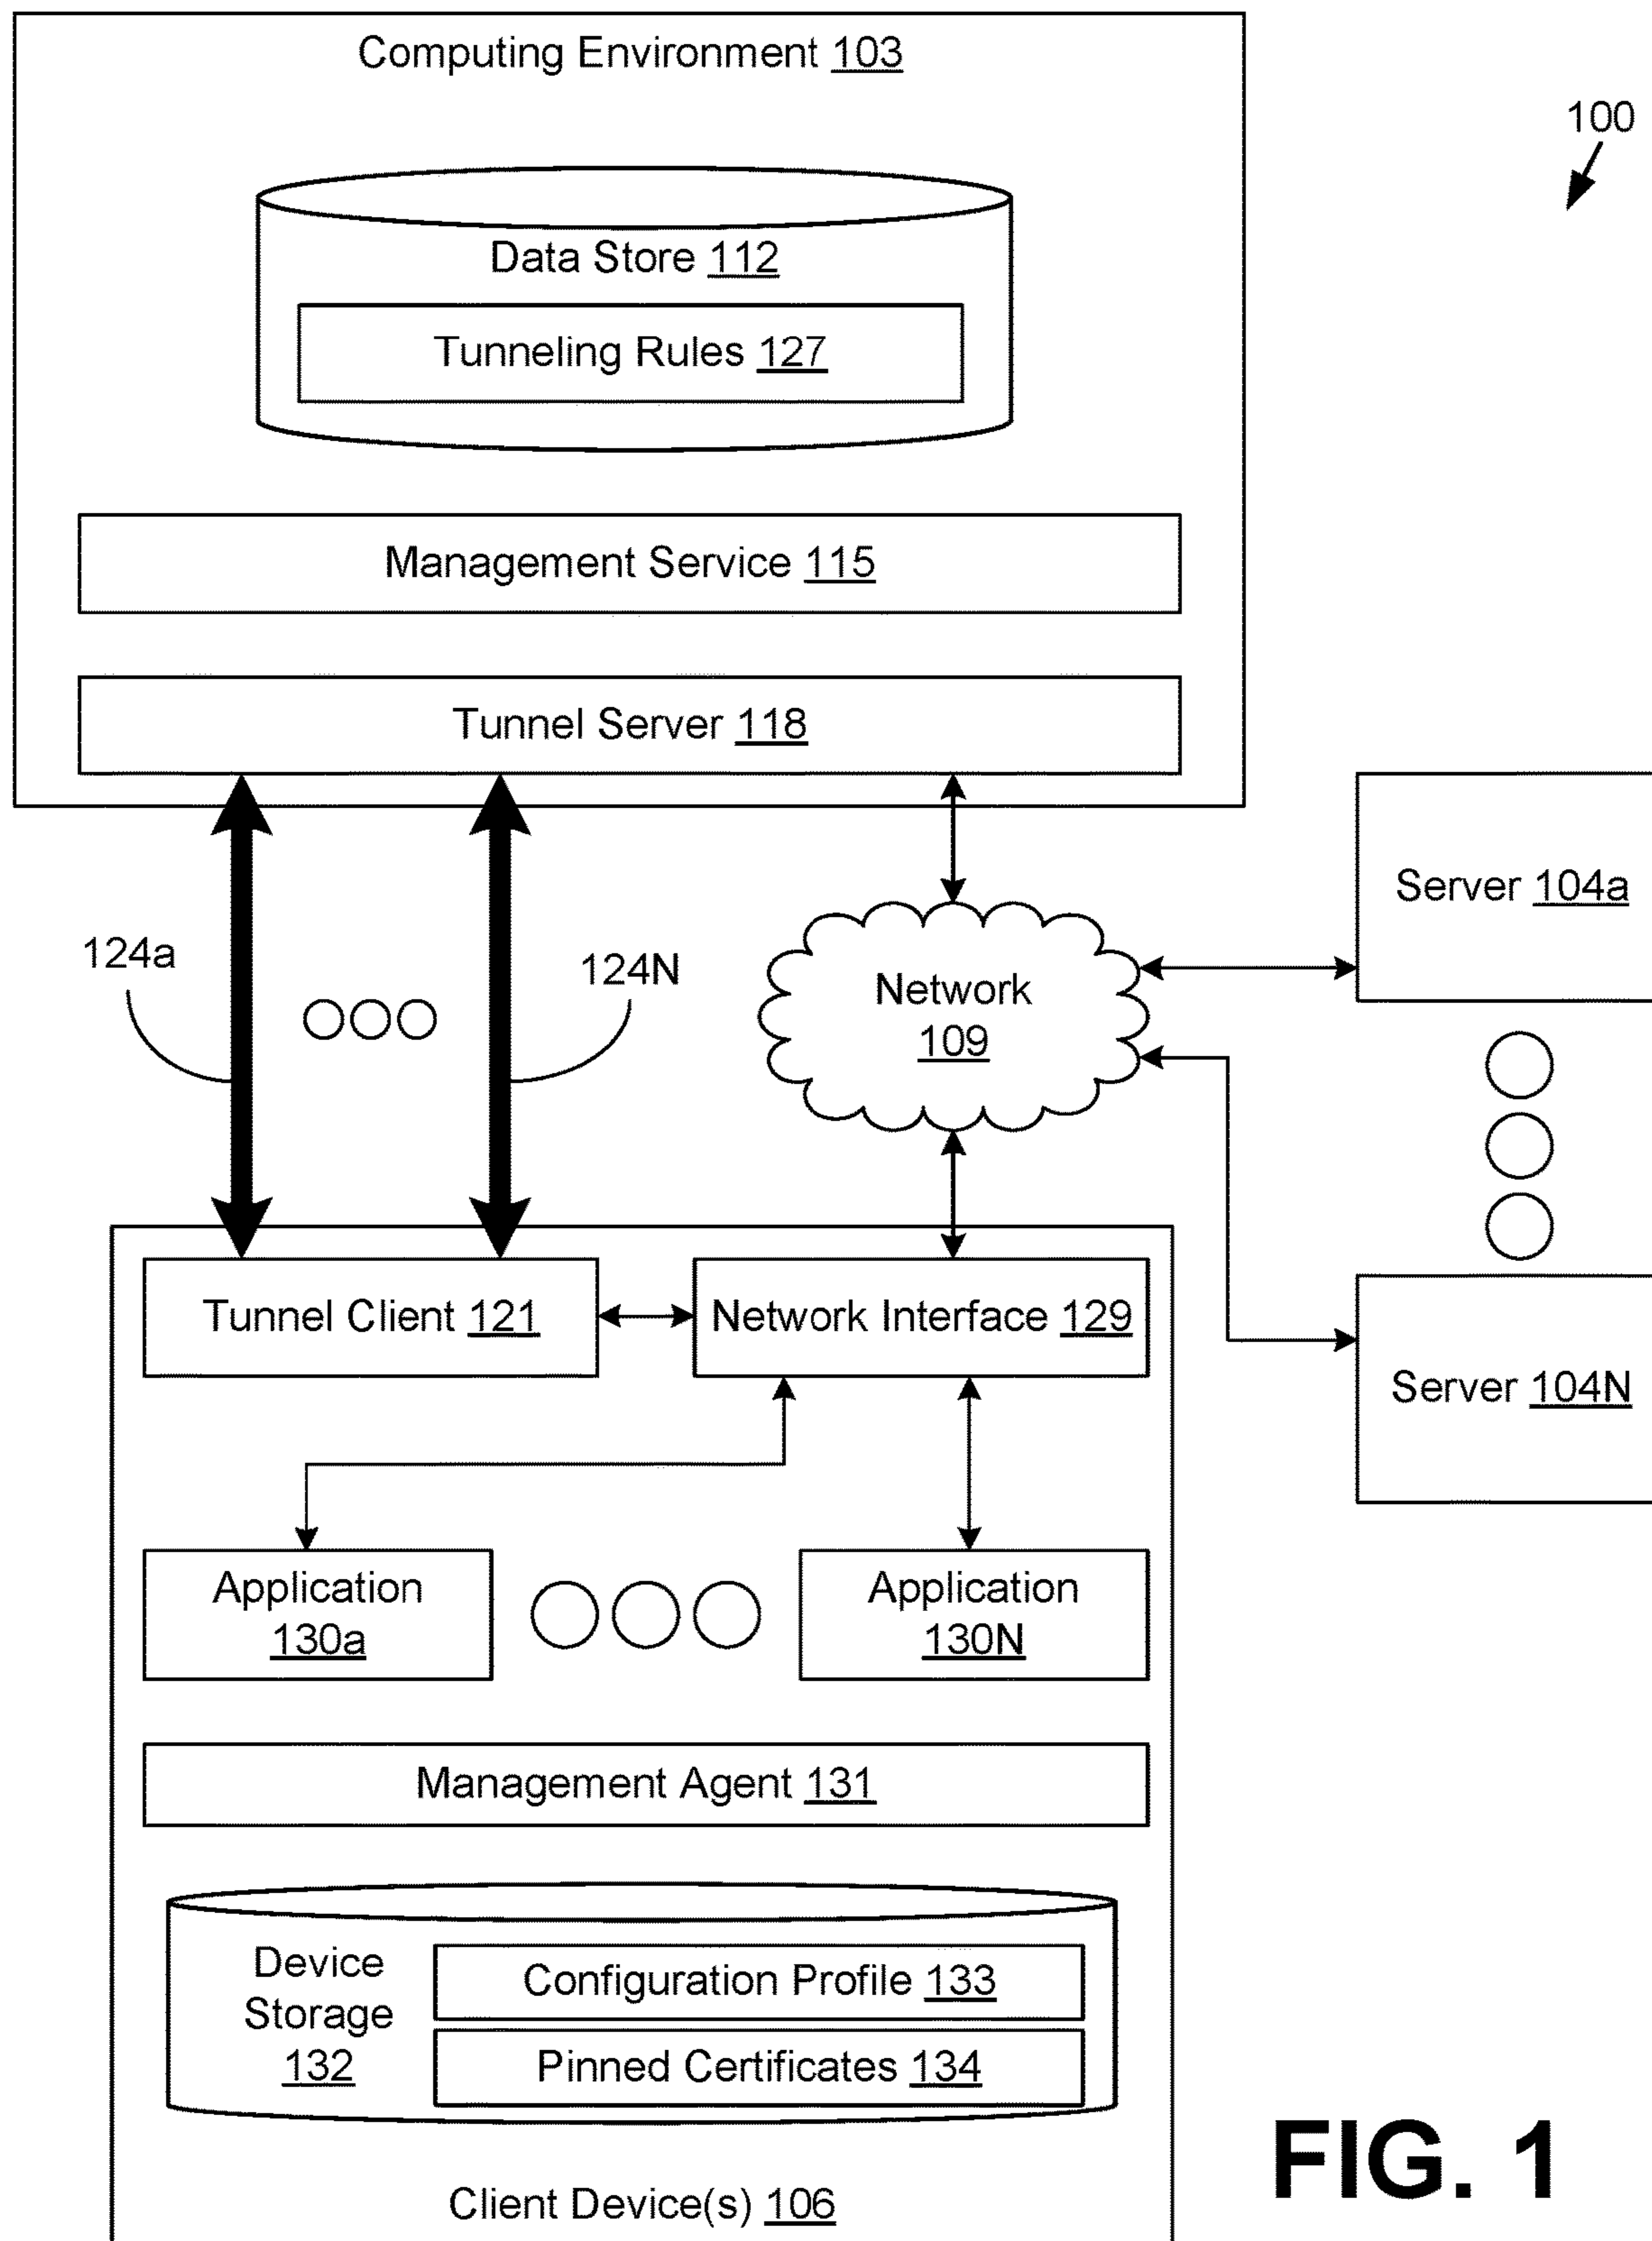 Computing Environment 103
100
Data Store 112
Tunneling Rules 127
Management Service 115
Tunnel Server 118
Server 104a
124a
124N
Network
109
Tunnel Client 121
Network Interface 129
Server 104N
Application
130a
Application
130N
Management Agent 131
Device
Storage
132
Configuration Profile 133
Pinned Certificates 134
Client Device(s) 106
FIG. 1